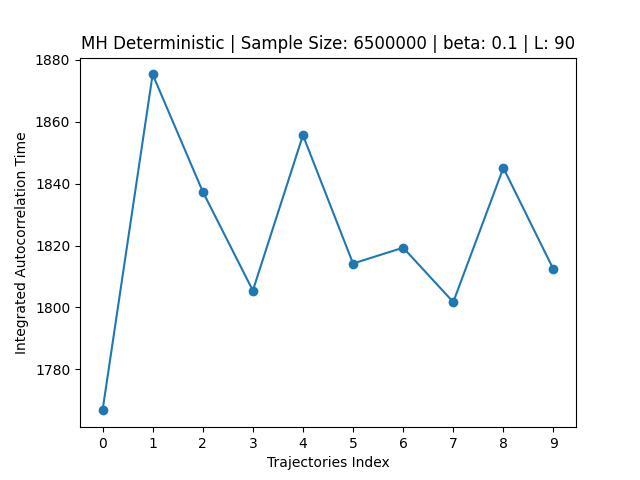 MH Deterministic | Sample Size: 6500000 | beta: 0.1 | L: 90
Integrated Autocorrelation Time
1880
1860
1840
1820
1800
1780
0 1 2 3 4 5 6 7 8 9
Trajectories Index